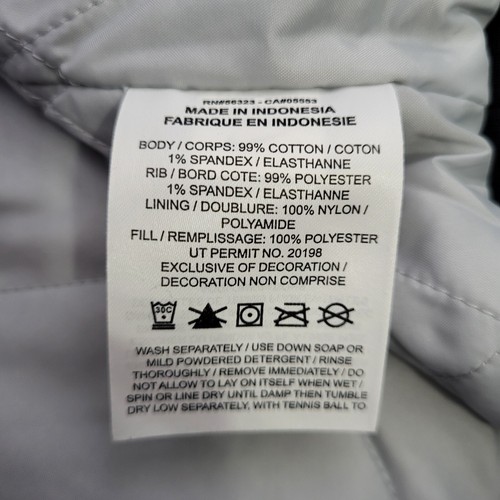 RN#56323 - CA#05553
MADE IN INDONESIA
FABRIQUE EN INDONESIE
BODY / CORPS: 99% COTTON / COTON
1% SPANDEX / ELASTHANNE
RIB / BORD COTE: 99% POLYESTER
1% SPANDEX / ELASTHANNE
LINING / DOUBLURE: 100% NYLON /
POLYAMIDE
FILL / REMPLISSAGE: 100% POLYESTER
UT PERMIT NO. 20198
EXCLUSIVE OF DECORATION /
DECORATION NON COMPRISE
30C
WASH SEPARATELY / USE DOWN SOAP OR
MILD POWDERED DETERGENT / RINSE
THOROUGHLY / REMOVE IMMEDIATELY / DO
NOT ALLOW TO LAY ON ITSELF WHEN WET /
SPIN OR LINE DRY UNTIL DAMP THEN TUMBLE
DRY LOW SEPARATELY, WITH TENNIS BALL TO